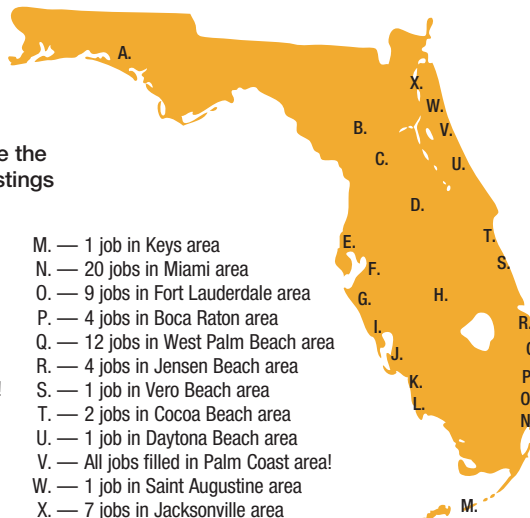 A.
X.
W.
B.
V.
e the
C.
U.
stings
D.
M. — 1 job in Keys area
E.
T.
N. — 20 jobs in Miami area
F.
S.
O. — 9 jobs in Fort Lauderdale area
G.
H.
P. — 4 jobs in Boca Raton area
I.
R.
Q. — 12 jobs in West Palm Beach area
J.
R. — 4 jobs in Jensen Beach area
K.
P
!
S. — 1 job in Vero Beach area
L.
O
T. — 2 jobs in Cocoa Beach area
N
U. — 1 job in Daytona Beach area
V. — All jobs filled in Palm Coast area!
W. — 1 job in Saint Augustine area
M.
X. — 7 jobs in Jacksonville area